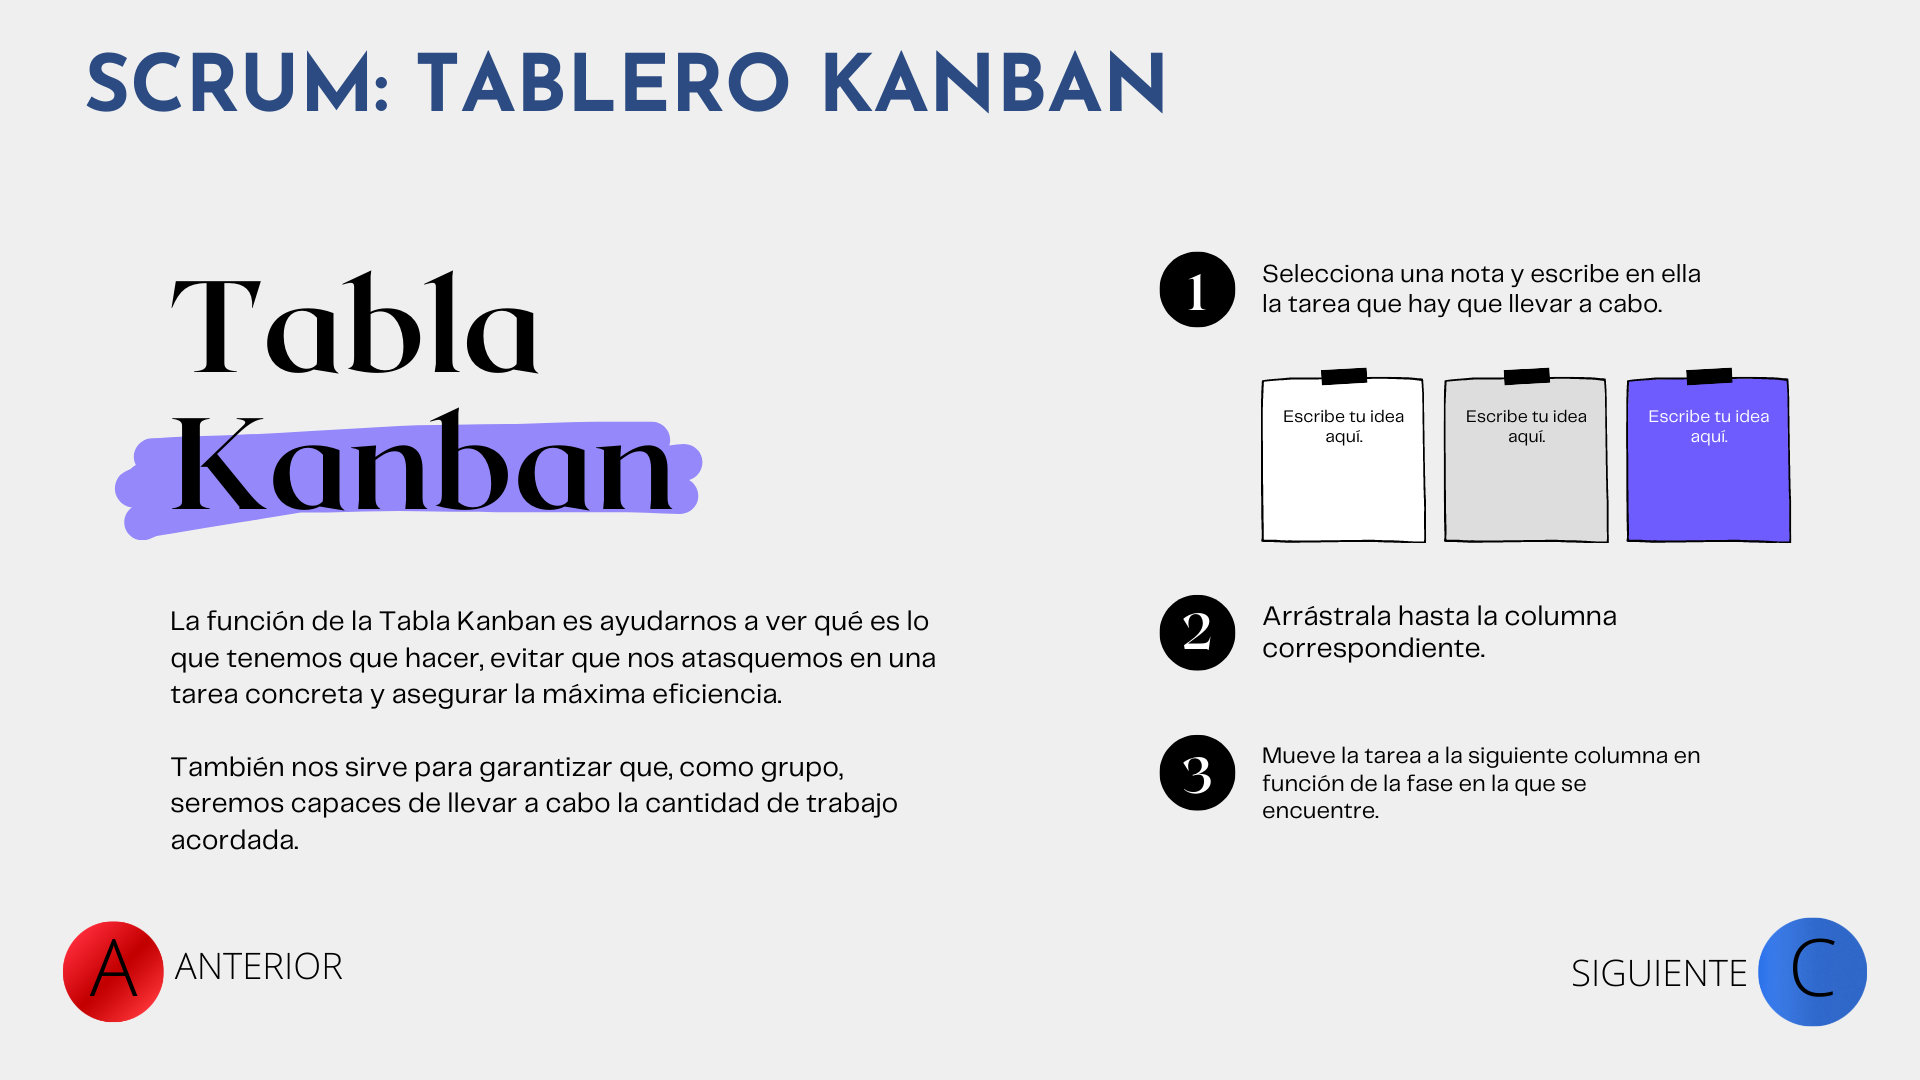 SCRUM: TABLERO KANBAN
Tabla
Kanban
La función de la Tabla Kanban es ayudarnos a ver qué es lo
que tenemos que hacer, evitar que nos atasquemos en una
tarea concreta y asegurar la máxima eficiencia.
También nos sirve para garantizar que, como grupo,
seremos capaces de llevar a cabo la cantidad de trabajo
acordada.
1
Selecciona una nota y escribe en ella
la tarea que hay que llevar a cabo.
Escribe tu idea
aquí.
Escribe tu idea
aquí.
Escribe tu idea
aquí.
2
Arrástrala hasta la columna
correspondiente.
3
Mueve la tarea a la siguiente columna en
función de la fase en la que se
encuentre.
A ANTERIOR
SIGUIENTE C